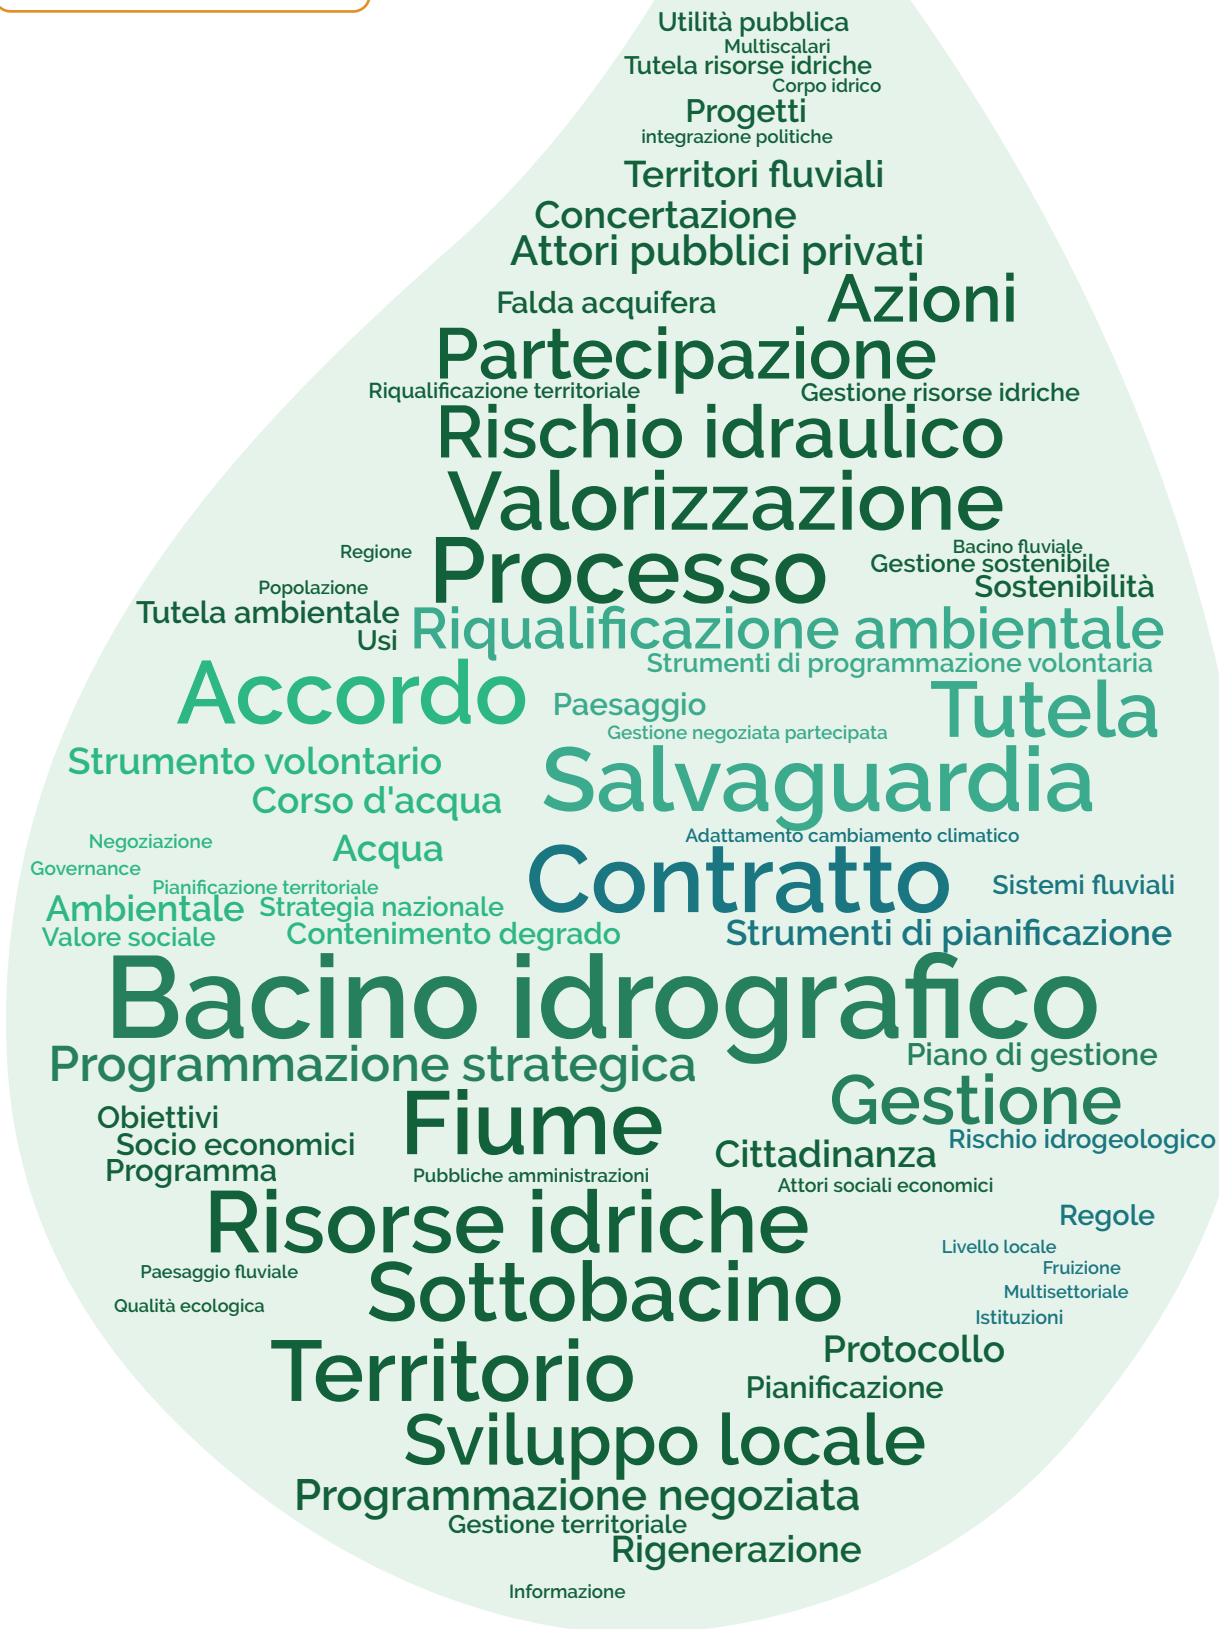 Utilità pubblica
Multiscalari
Tutela risorse idriche
Corpo idrico
Progetti
integrazione politiche
Territori fluviali
Concertazione
Attori pubblici privati
Azioni
Falda acquifera
Partecipazione
Riqualificazione territoriale
Gestione risorse idriche
Rischio idraulico
Valorizzazione
Processo
Regione
Bacino fluviale
Gestione sostenibile
Popolazione
Sostenibilità
Tutela ambientale
Usi
Riqualificazione ambientale
Strumenti di programmazione volontaria
Accordo
Paesaggio
Tutela
Gestione negoziata partecipata
Strumento volontario
Salvaguardia
Corso d'acqua
Adattamento cambiamento climatico
Negoziazione
Acqua
Governance
Contratto
Sistemi fluviali
Pianificazione territoriale
Ambientale
Strategia nazionale
Valore sociale
Contenimento degrado
Strumenti di pianificazione
Bacino idrografico
Programmazione strategica
Piano di gestione
Gestione
Obiettivi
Fiume
Socio economici
Cittadinanza
Rischio idrogeologico
Programma
Pubbliche amministrazioni
Attori sociali economici
Risorse idriche
Regole
Livello locale
Paesaggio fluviale
Fruizione
Sottobacino
Multisettoriale
Qualità ecologica
Istituzioni
Territorio
Protocollo
Pianificazione
Sviluppo locale
Programmazione negoziata
Gestione territoriale
Rigenerazione
Informazione